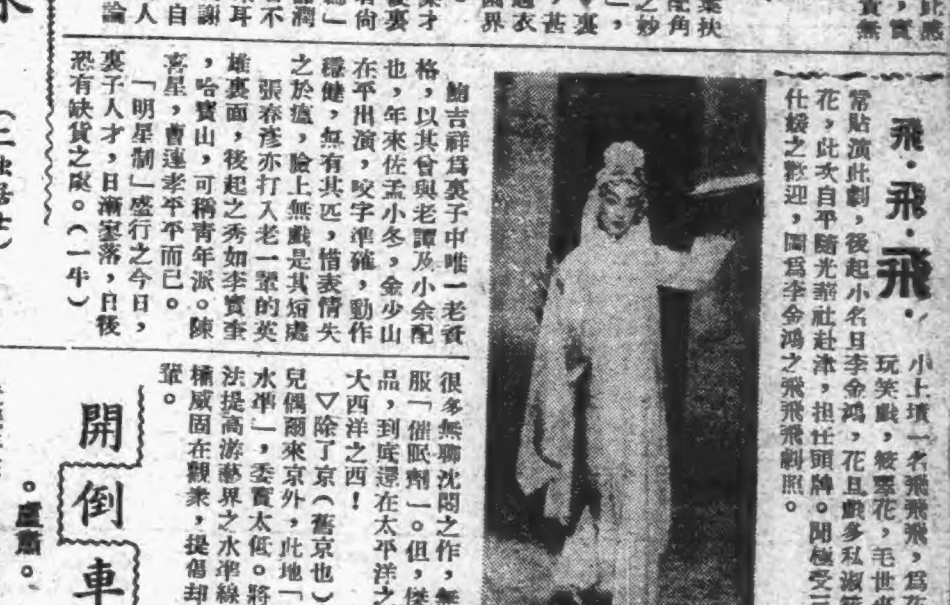 飛・飛・飛・
小上墳一名飛飛飛，爲花
玩笑戲，筱翠花，毛世來
常貼演此劇，後起小名旦李金鴻，花旦戲多私淑筱
花，此次自平隨光華社赴津，担任頭牌。聞極受三
仕媛之歡迎，圖爲李金鴻之飛飛飛劇照。
鮑吉祥爲裏子中唯一老資
格，以其曾與老譚及小余配
也，年來佐孟小冬，金少山
在平出演，咬字準確，動作
穩健，無有其匹，惜表情失
之於瘟，臉上無戲是其短處
張春彥亦打入老一輩的英
雄裏面，後起之秀如李寶奎
，哈寶山，可稱青年派。陳
喜星，曹連孝平平而已。
「明星制」盛行之今日，
裏子人才，日漸零落，日後
恐有缺貨之虞。（一牛）
很多無聊沈悶之作，無
服「催眠劑」。但，傑
品，到底還在太平洋之
大西洋之西！
▽除了京（舊京也）
兒偶爾來京外，此地「
水準」，委實太低。將
法提高游藝界之水準線
權威固在觀衆，提倡却
輩。
開倒車